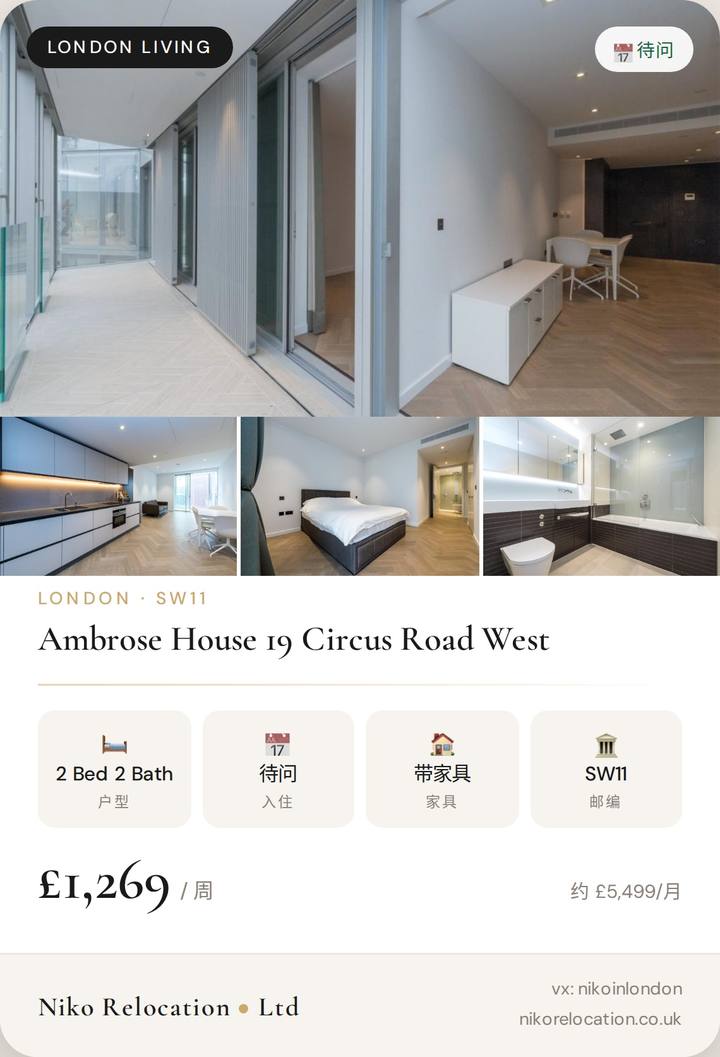 LONDON LIVING
17 待问
LONDON · SW11
Ambrose House 19 Circus Road West
2 Bed 2 Bath
户型
17
待问
入住
带家具
家具
SW11
邮编
£1,269 / 周
约 £5,499/月
Niko Relocation • Ltd
vx: nikoinlondon
nikorelocation.co.uk